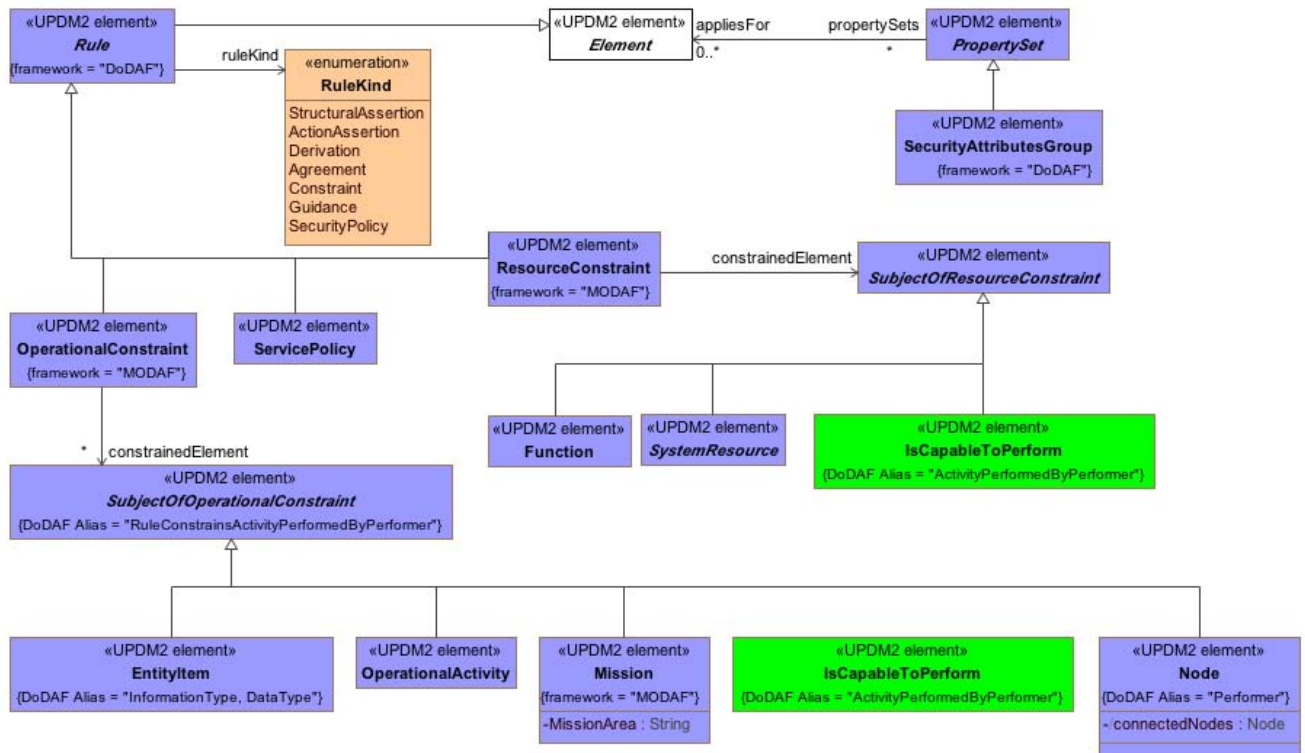 «UPDM2 element»
Rule
{framework = "DoDAF"}
ruleKind
«enumeration»
RuleKind
StructuralAssertion
ActionAssertion
Derivation
Agreement
Constraint
Guidance
SecurityPolicy
«UPDM2 element»
Element
appliesFor
0..*
propertySets
*
«UPDM2 element»
PropertySet
«UPDM2 element»
SecurityAttributesGroup
{framework = "DoDAF"}
«UPDM2 element»
ResourceConstraint
{framework = "MODAF"}
constrainedElement
«UPDM2 element»
SubjectOfResourceConstraint
«UPDM2 element»
OperationalConstraint
{framework = "MODAF"}
«UPDM2 element»
ServicePolicy
«UPDM2 element»
Function
«UPDM2 element»
SystemResource
«UPDM2 element»
IsCapableToPerform
{DoDAF Alias = "ActivityPerformedByPerformer"}
* constrainedElement
«UPDM2 element»
SubjectOfOperationalConstraint
{DoDAF Alias = "RuleConstrainsActivityPerformedByPerformer"}
«UPDM2 element»
EntityItem
{DoDAF Alias = "InformationType, DataType"}
«UPDM2 element»
OperationalActivity
«UPDM2 element»
Mission
{framework = "MODAF"}
-MissionArea : String
«UPDM2 element»
IsCapableToPerform
{DoDAF Alias = "ActivityPerformedByPerformer"}
«UPDM2 element»
Node
{DoDAF Alias = "Performer"}
-/connectedNodes : Node